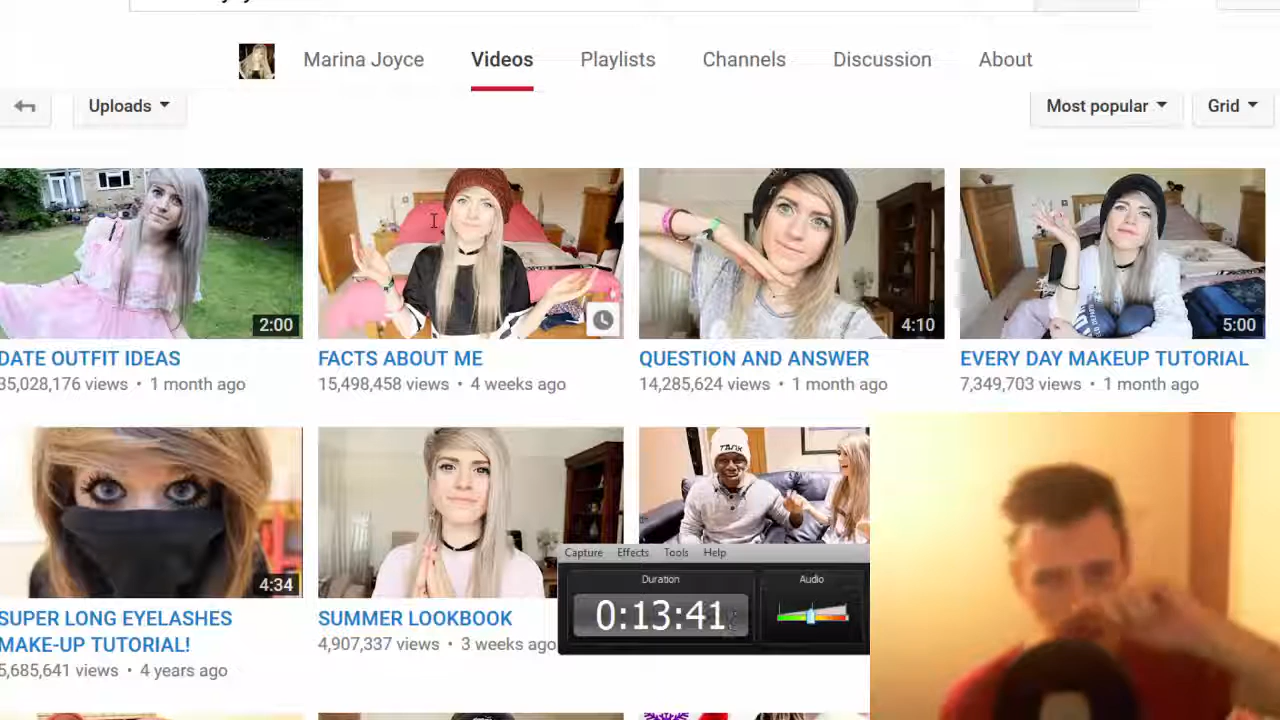 Marina Joyce Videos Playlists Channels Discussion About
Uploads Most popular Grid
2:00 4:10 5:00
DATE OUTFIT IDEAS FACTS ABOUT ME QUESTION AND ANSWER EVERY DAY MAKEUP TUTORIAL
35,028,176 views • 1 month ago 15,498,458 views • 4 weeks ago 14,285,624 views • 1 month ago 7,349,703 views • 1 month ago
4:34
SUPER LONG EYELASHES
MAKE-UP TUTORIAL!
5,685,641 views • 4 years ago
SUMMER LOOKBOOK
4,907,337 views • 3 weeks ago
Capture Effects Tools Help
Duration Audio
0:13:41